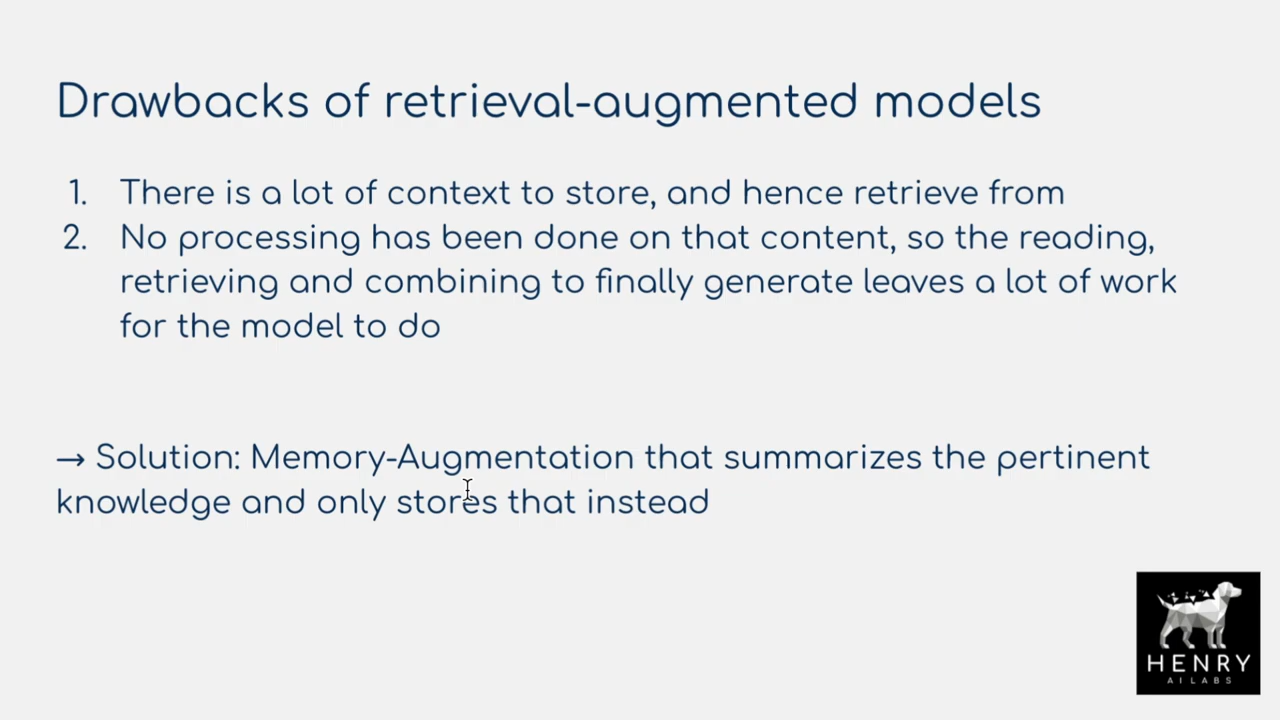 Drawbacks of retrieval-augmented models
1. There is a lot of context to store, and hence retrieve from
2. No processing has been done on that content, so the reading,
retrieving and combining to finally generate leaves a lot of work
for the model to do
→ Solution: Memory-Augmentation that summarizes the pertinent
knowledge and only stores that instead
HENRY
AI LABS